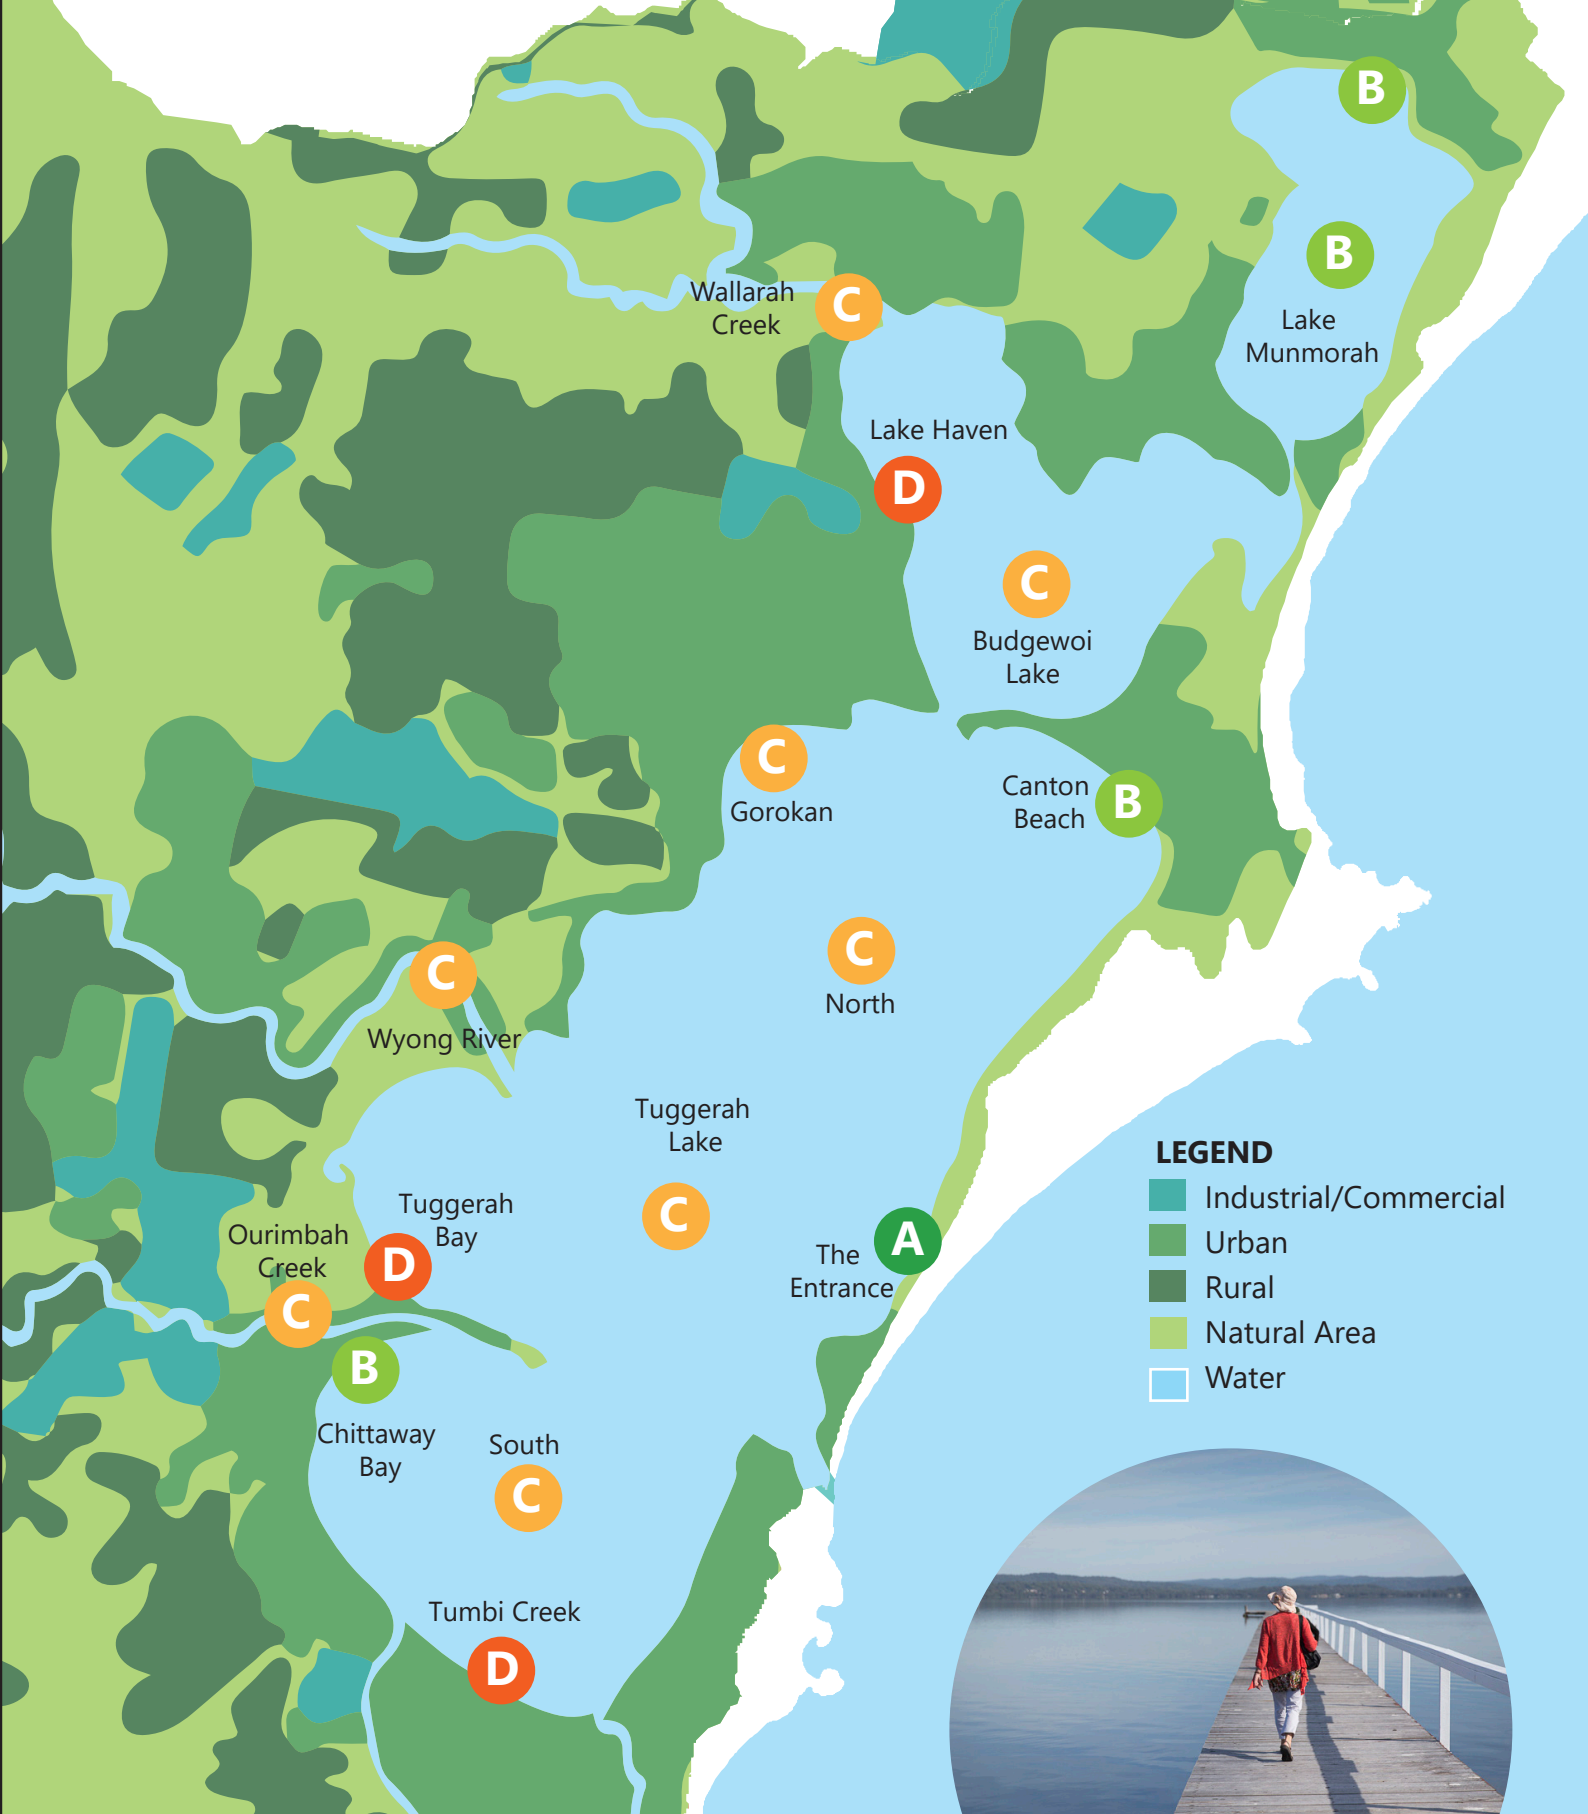 B
B
Lake
Munmorah
Wallarah
Creek
C
Lake Haven
D
C
Budgewoi
Lake
C
Gorokan
Canton
Beach
B
C
North
C
Wyong River
Tuggerah
Lake
C
Tuggerah
Bay
D
Ourimbah
Creek
C
The
Entrance
A
B
Chittaway
Bay
South
C
Tumbi Creek
D
LEGEND
Industrial/Commercial
Urban
Rural
Natural Area
Water